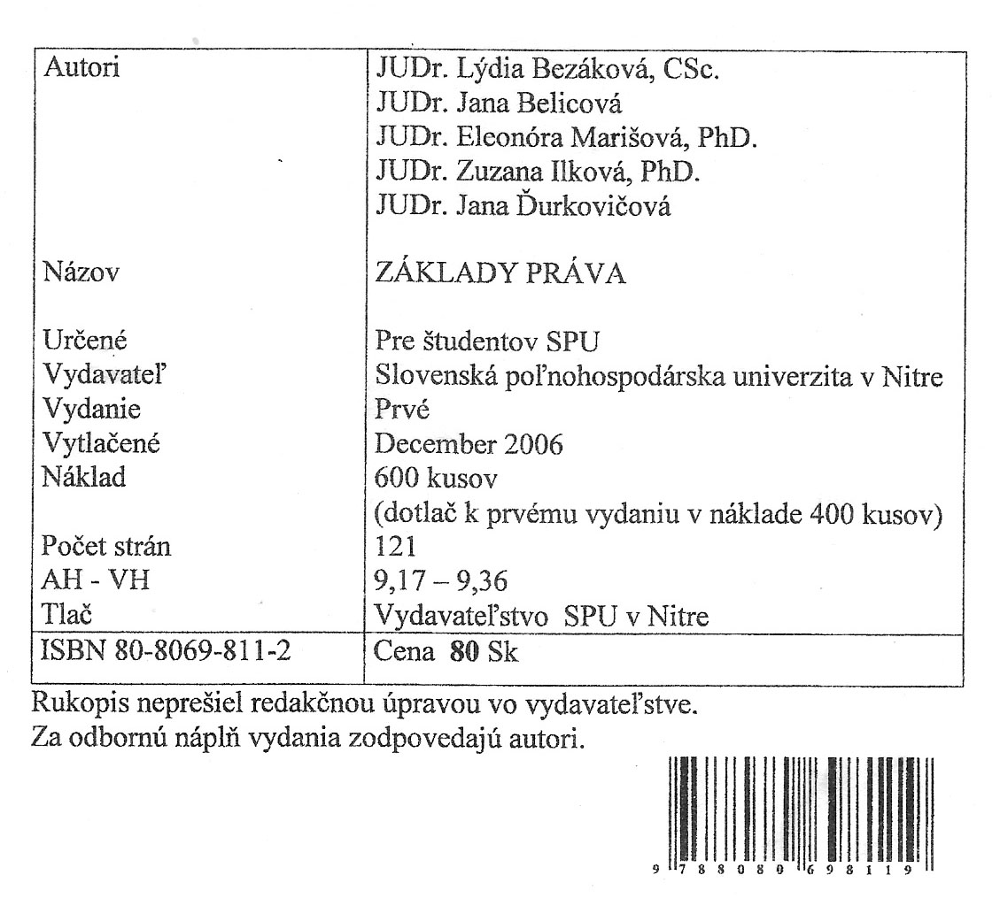 Autori JUDr. Lýdia Bezáková, CSc.
JUDr. Jana Belicová
JUDr. Eleonóra Marišová, PhD.
JUDr. Zuzana Ilková, PhD.
JUDr. Jana Ďurkovičová
Názov ZÁKLADY PRÁVA
Určené Pre študentov SPU
Vydavateľ Slovenská poľnohospodárska univerzita v Nitre
Vydanie Prvé
Vytlačené December 2006
Náklad 600 kusov
(dotlač k prvému vydaniu v náklade 400 kusov)
Počet strán 121
AH - VH 9,17 – 9,36
Tlač Vydavateľstvo SPU v Nitre
ISBN 80-8069-811-2 Cena 80 Sk
Rukopis neprešiel redakčnou úpravou vo vydavateľstve.
Za odbornú náplň vydania zodpovedajú autori.
9 788080 698119